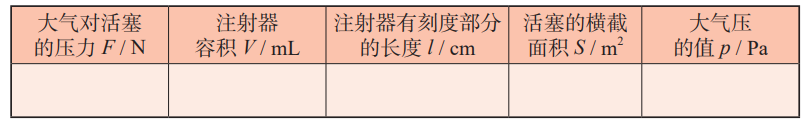 大气对活塞
的压力 F / N
注射器
容积 V / mL
注射器有刻度部分
的长度 l / cm
活塞的横截
面积 S / m²
大气压
的值 p / Pa